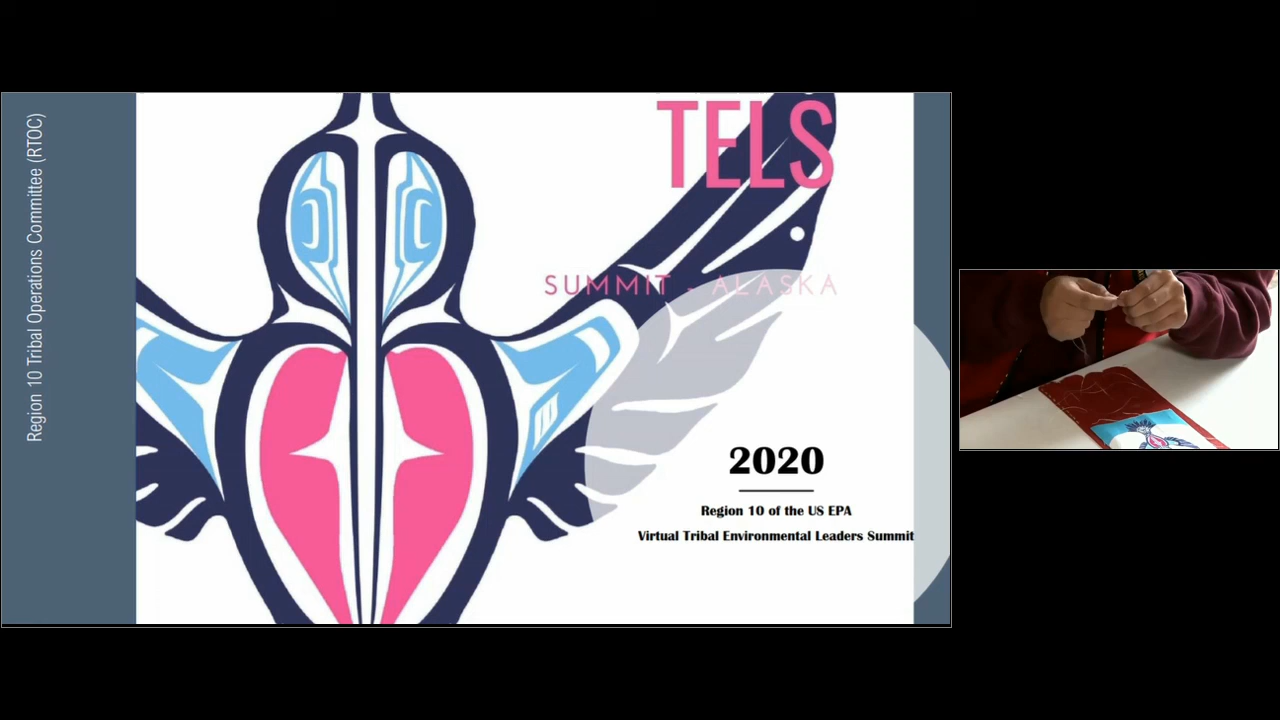 Region 10 Tribal Operations Committee (RTOC)
TELS
SUMMIT - ALASKA
2020
Region 10 of the US EPA
Virtual Tribal Environmental Leaders Summit